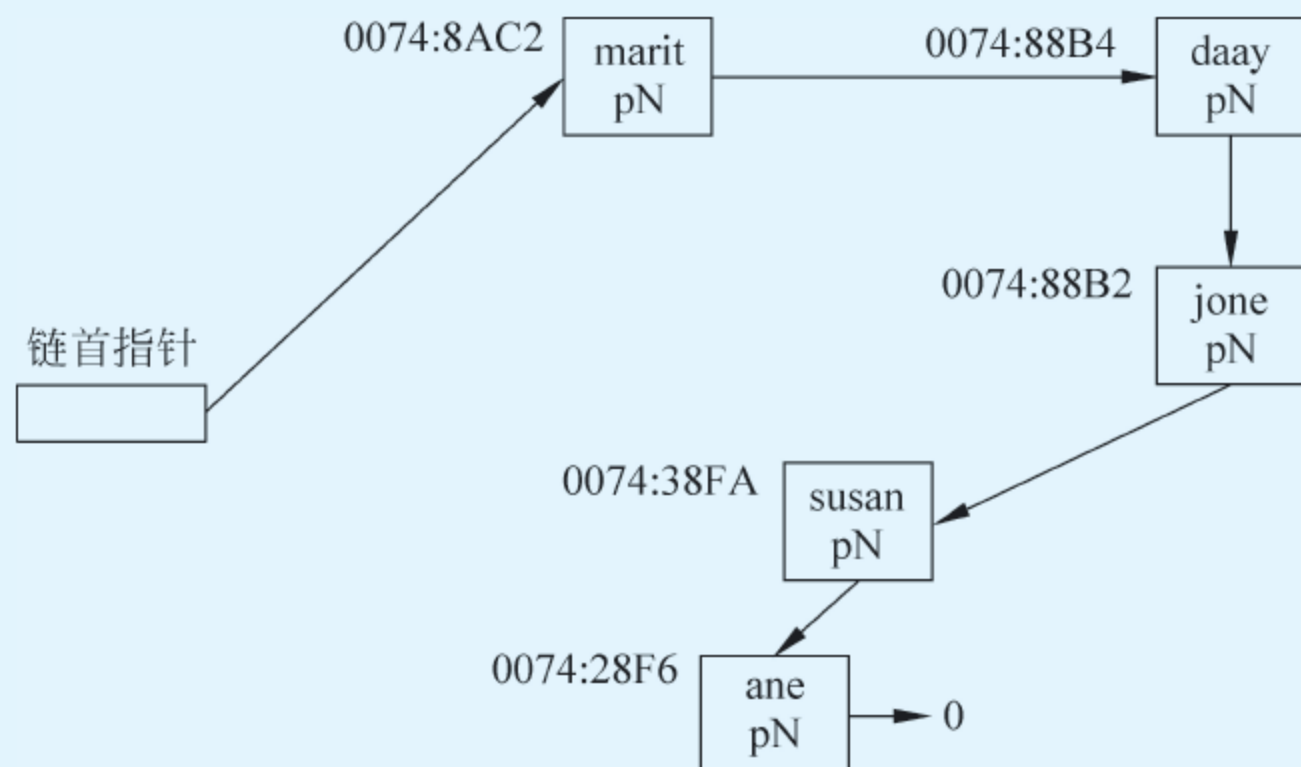 0074:8AC2
marit
pN
0074:88B4
daay
pN
0074:88B2
jone
pN
链首指针
0074:38FA
susan
pN
0074:28F6
ane
pN
0